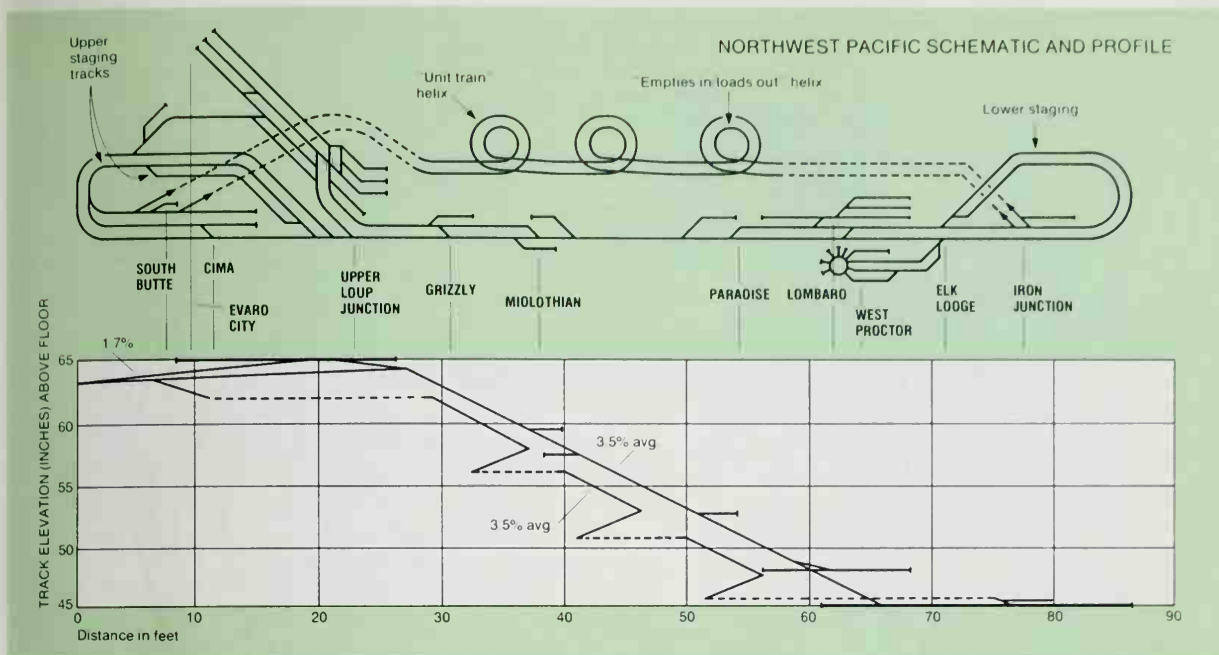 NORTHWEST PACIFIC SCHEMATIC AND PROFILE
Upper
staging
tracks
Unit train
helix
Empties in loads out helix
Lower staging
SOUTH
BUTTE
CIMA
EVARO
CITY
UPPER
LOUP
JUNCTION
GRIZZLY
MIOLOTHIAN
PARAOISE
LOMBARO
WEST
PROCTOR
ELK
LOOGE
IRON
JUNCTION
TRACK ELEVATION (INCHES) ABOVE FLOOR
65
60
55
50
45
1 7%
3 5% avg
3 5% avg
0
10
20
30
40
50
60
70
80
90
Distance in feet